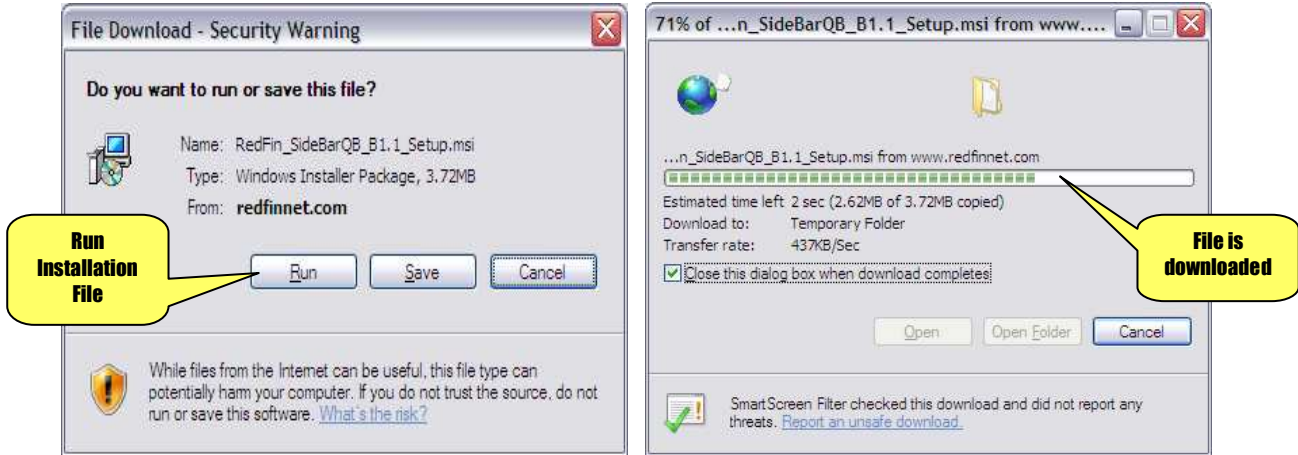 File Download - Security Warning
Do you want to run or save this file?
Name: RedFin_SideBarQB_B1.1_Setup.msi
Type: Windows Installer Package, 3.72MB
From: redfinnet.com
Run
Installation
File
Run
Save
Cancel
While files from the Internet can be useful, this file type can
potentially harm your computer. If you do not trust the source, do not
run or save this software. What's the risk?
71% of ...n_SideBarQB_B1.1_Setup.msi from www....
...n_SideBarQB_B1.1_Setup.msi from www.redfinnet.com
Estimated time left 2 sec (2.62MB of 3.72MB copied)
Download to: Temporary Folder
Transfer rate: 437KB/Sec
Close this dialog box when download completes
File is
downloaded
Open
Open Folder
Cancel
SmartScreen Filter checked this download and did not report any
threats. Report an unsafe download.